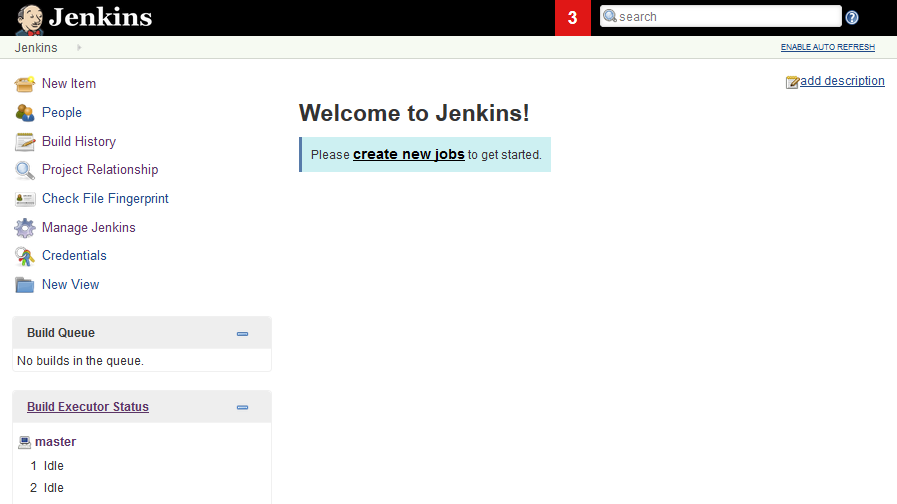 Jenkins
3
search
Jenkins
ENABLE AUTO REFRESH
New Item
People
Build History
Project Relationship
Check File Fingerprint
Manage Jenkins
Credentials
New View
add description
Welcome to Jenkins!
Please create new jobs to get started.
Build Queue
No builds in the queue.
Build Executor Status
master
1 Idle
2 Idle